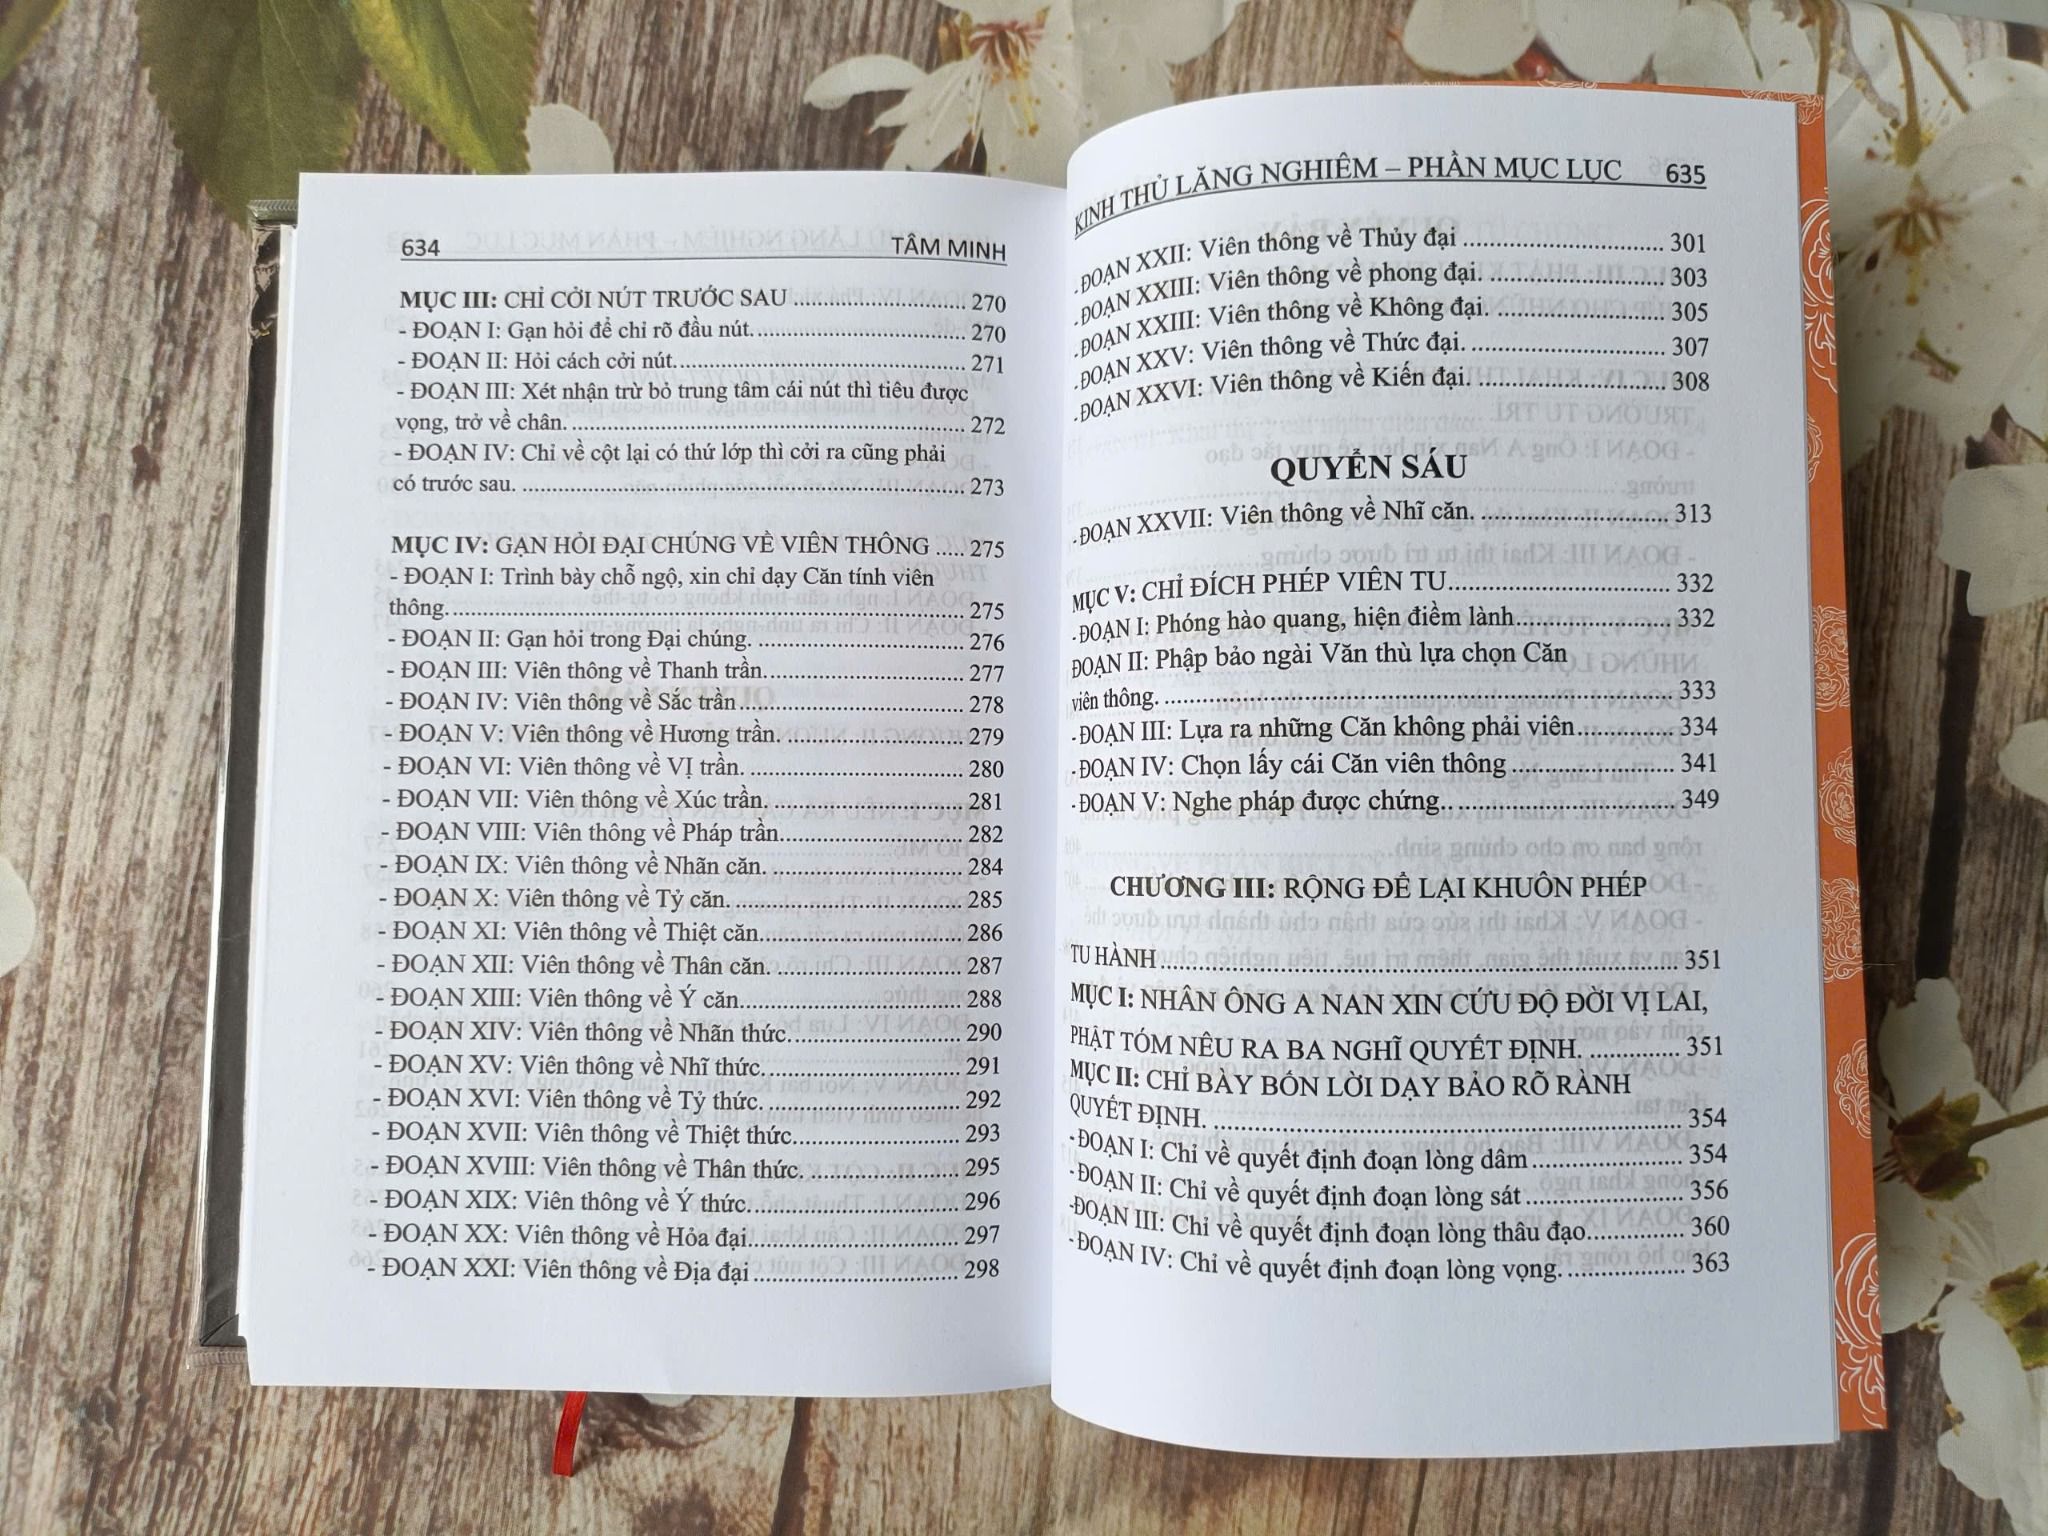 634 TÂM MINH
MỤC III: CHỈ CỞI NÚT TRƯỚC SAU ........................ 270
- ĐOẠN I: Gạn hỏi để chỉ rõ đầu nút. ........................ 270
- ĐOẠN II: Hỏi cách cởi nút. ........................ 271
- ĐOẠN III: Xét nhận trừ bỏ trung tâm cái nút thì tiêu được
vọng, trở về chân. ........................ 272
- ĐOẠN IV: Chỉ về cột lại có thứ lớp thì cởi ra cũng phải
có trước sau. ........................ 273
MỤC IV: GẠN HỎI ĐẠI CHÚNG VỀ VIÊN THÔNG ..... 275
- ĐOẠN I: Trình bày chỗ ngộ, xin chỉ dạy Căn tính viên
thông. ........................ 275
- ĐOẠN II: Gạn hỏi trong Đại chúng. ........................ 276
- ĐOẠN III: Viên thông về Thanh trần. ........................ 277
- ĐOẠN IV: Viên thông về Sắc trần ........................ 278
- ĐOẠN V: Viên thông về Hương trần. ........................ 279
- ĐOẠN VI: Viên thông về Vị trần. ........................ 280
- ĐOẠN VII: Viên thông về Xúc trần. ........................ 281
- ĐOẠN VIII: Viên thông về Pháp trần. ........................ 282
- ĐOẠN IX: Viên thông về Nhãn căn. ........................ 284
- ĐOẠN X: Viên thông về Tỷ căn. ........................ 285
- ĐOẠN XI: Viên thông về Thiệt căn. ........................ 286
- ĐOẠN XII: Viên thông về Thân căn. ........................ 287
- ĐOẠN XIII: Viên thông về Ý căn. ........................ 288
- ĐOẠN XIV: Viên thông về Nhãn thức. ........................ 290
- ĐOẠN XV: Viên thông về Nhĩ thức. ........................ 291
- ĐOẠN XVI: Viên thông về Tỷ thức. ........................ 292
- ĐOẠN XVII: Viên thông về Thiệt thức. ........................ 293
- ĐOẠN XVIII: Viên thông về Thân thức. ........................ 295
- ĐOẠN XIX: Viên thông về Ý thức. ........................ 296
- ĐOẠN XX: Viên thông về Hỏa đại. ........................ 297
- ĐOẠN XXI: Viên thông về Địa đại ........................ 298
KINH THỦ LĂNG NGHIÊM – PHẦN MỤC LỤC 635
- ĐOẠN XXII: Viên thông về Thủy đại ........................ 301
- ĐOẠN XXIII: Viên thông về phong đại. ........................ 303
- ĐOẠN XXIII: Viên thông về Không đại. ........................ 305
- ĐOẠN XXV: Viên thông về Thức đại. ........................ 307
- ĐOẠN XXVI: Viên thông về Kiến đại. ........................ 308
QUYỂN SÁU
- ĐOẠN XXVII: Viên thông về Nhĩ căn. ........................ 313
MỤC V: CHỈ ĐÍCH PHÉP VIÊN TU ........................ 332
- ĐOẠN I: Phóng hào quang, hiện điềm lành ........................ 332
ĐOẠN II: Phập bảo ngài Văn thù lựa chọn Căn
viên thông. ........................ 333
- ĐOẠN III: Lựa ra những Căn không phải viên ............ 334
- ĐOẠN IV: Chọn lấy cái Căn viên thông ........................ 341
- ĐOẠN V: Nghe pháp được chứng. ........................ 349
CHƯƠNG III: RỘNG ĐỂ LẠI KHUÔN PHÉP
TU HÀNH ........................ 351
MỤC I: NHÂN ÔNG A NAN XIN CỨU ĐỘ ĐỜI VỊ LAI,
PHẬT TÓM NÊU RA BA NGHĨ QUYẾT ĐỊNH. ............ 351
MỤC II: CHỈ BÀY BỐN LỜI DẠY BẢO RÕ RÀNH
QUYẾT ĐỊNH. ........................ 354
- ĐOẠN I: Chỉ về quyết định đoạn lòng dâm ........................ 354
- ĐOẠN II: Chỉ về quyết định đoạn lòng sát ........................ 356
- ĐOẠN III: Chỉ về quyết định đoạn lòng thâu đạo. ............ 360
- ĐOẠN IV: Chỉ về quyết định đoạn lòng vọng. ............ 363